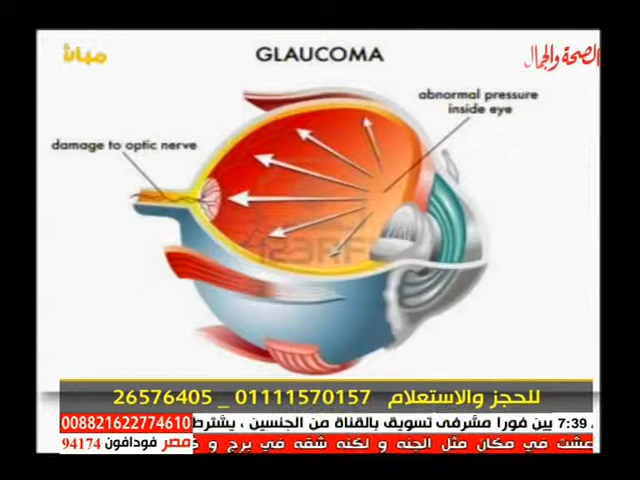 مباشر
GLAUCOMA
الصحة والجمال
abnormal pressure
inside eye
damage to optic nerve
123RF
للحجز والاستعلام 01111570157 _ 26576405
7:39 بين فورا مشرفى تسويق بالقناة من الجنسين ، يشترط
008821622774610
عشت في مكان مثل الجنه و لكنه شقه في برج و
مصر فودافون 94174